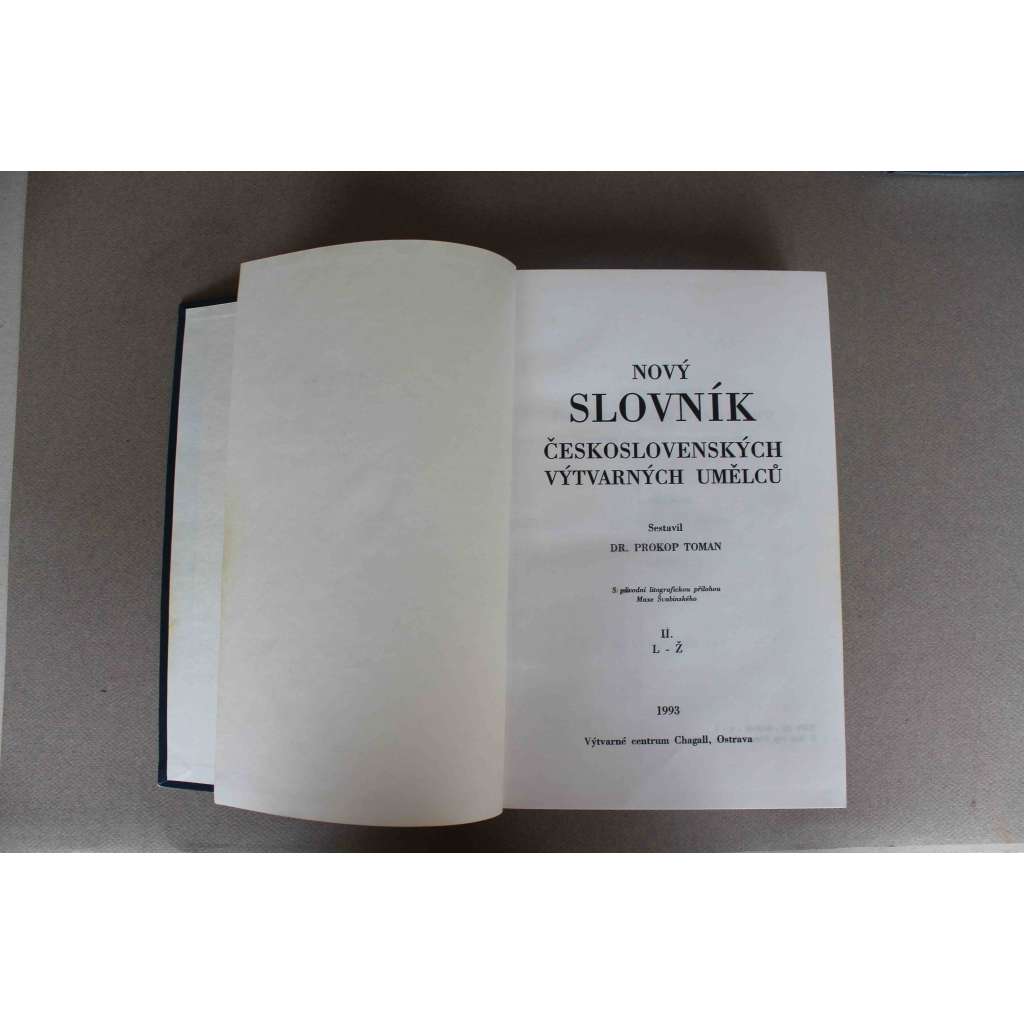 NOVÝ
SLOVNÍK
ČESKOSLOVENSKÝCH
VÝTVARNÝCH UMĚLCŮ
Sestavil
DR. PROKOP TOMAN
S původní litografickou přílohou
Maxe Švabinského
II.
L - Ž
1993
Výtvarné centrum Chagall, Ostrava